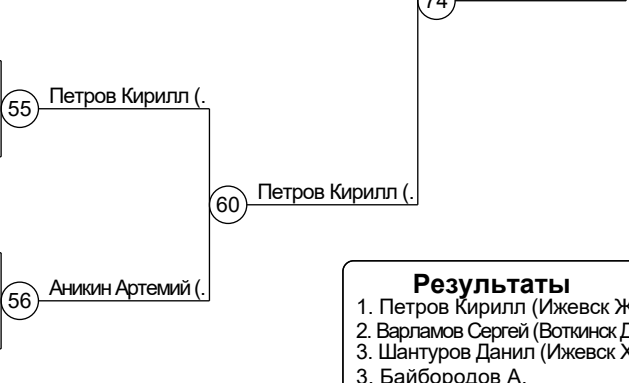 74
Петров Кирилл (.
55
Петров Кирилл (.
60
Аникин Артемий (.
56
Результаты
1. Петров Кирилл (Ижевск Ж
2. Варламов Сергей (Воткинск Д
3. Шантуров Данил (Ижевск Х
3. Байбородов А.